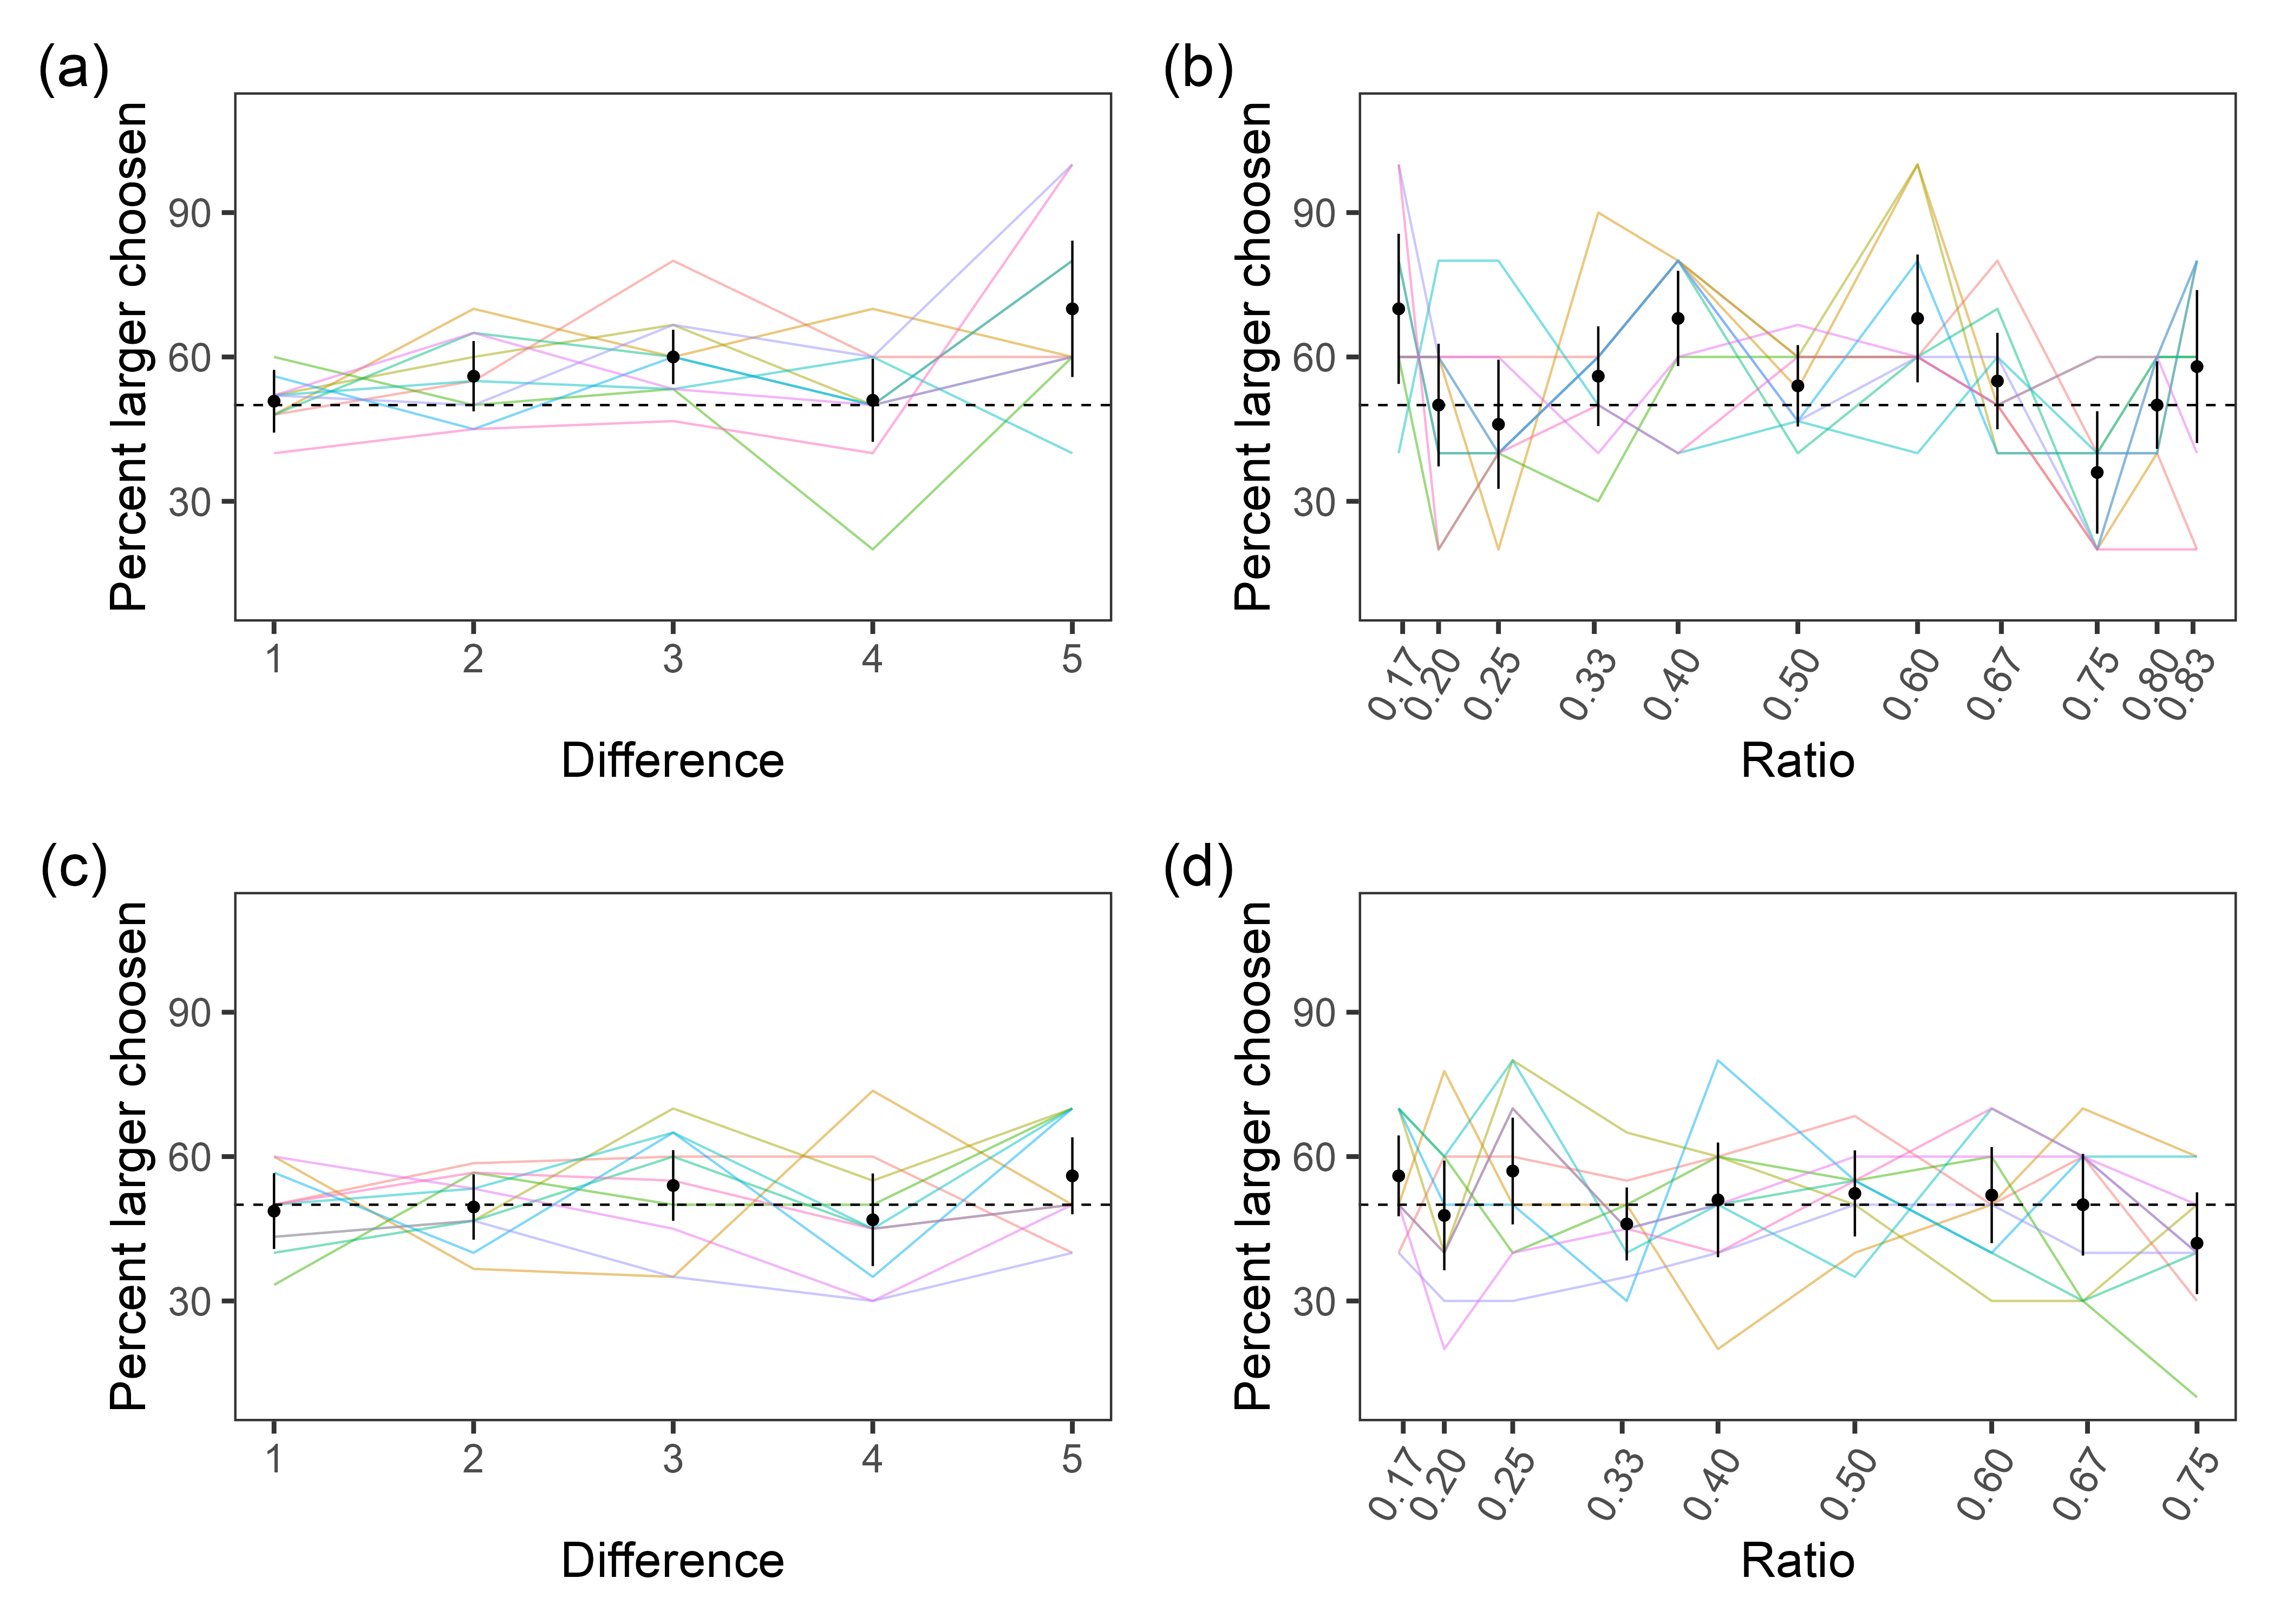 (a)
Percent larger choosen
90
60
30
1 2 3 4 5
Difference
(b)
Percent larger choosen
90
60
30
0.17 0.20 0.25 0.33 0.40 0.50 0.60 0.67 0.75 0.80 0.83
Ratio
(c)
Percent larger choosen
90
60
30
1 2 3 4 5
Difference
(d)
Percent larger choosen
90
60
30
0.17 0.20 0.25 0.33 0.40 0.50 0.60 0.67 0.75
Ratio